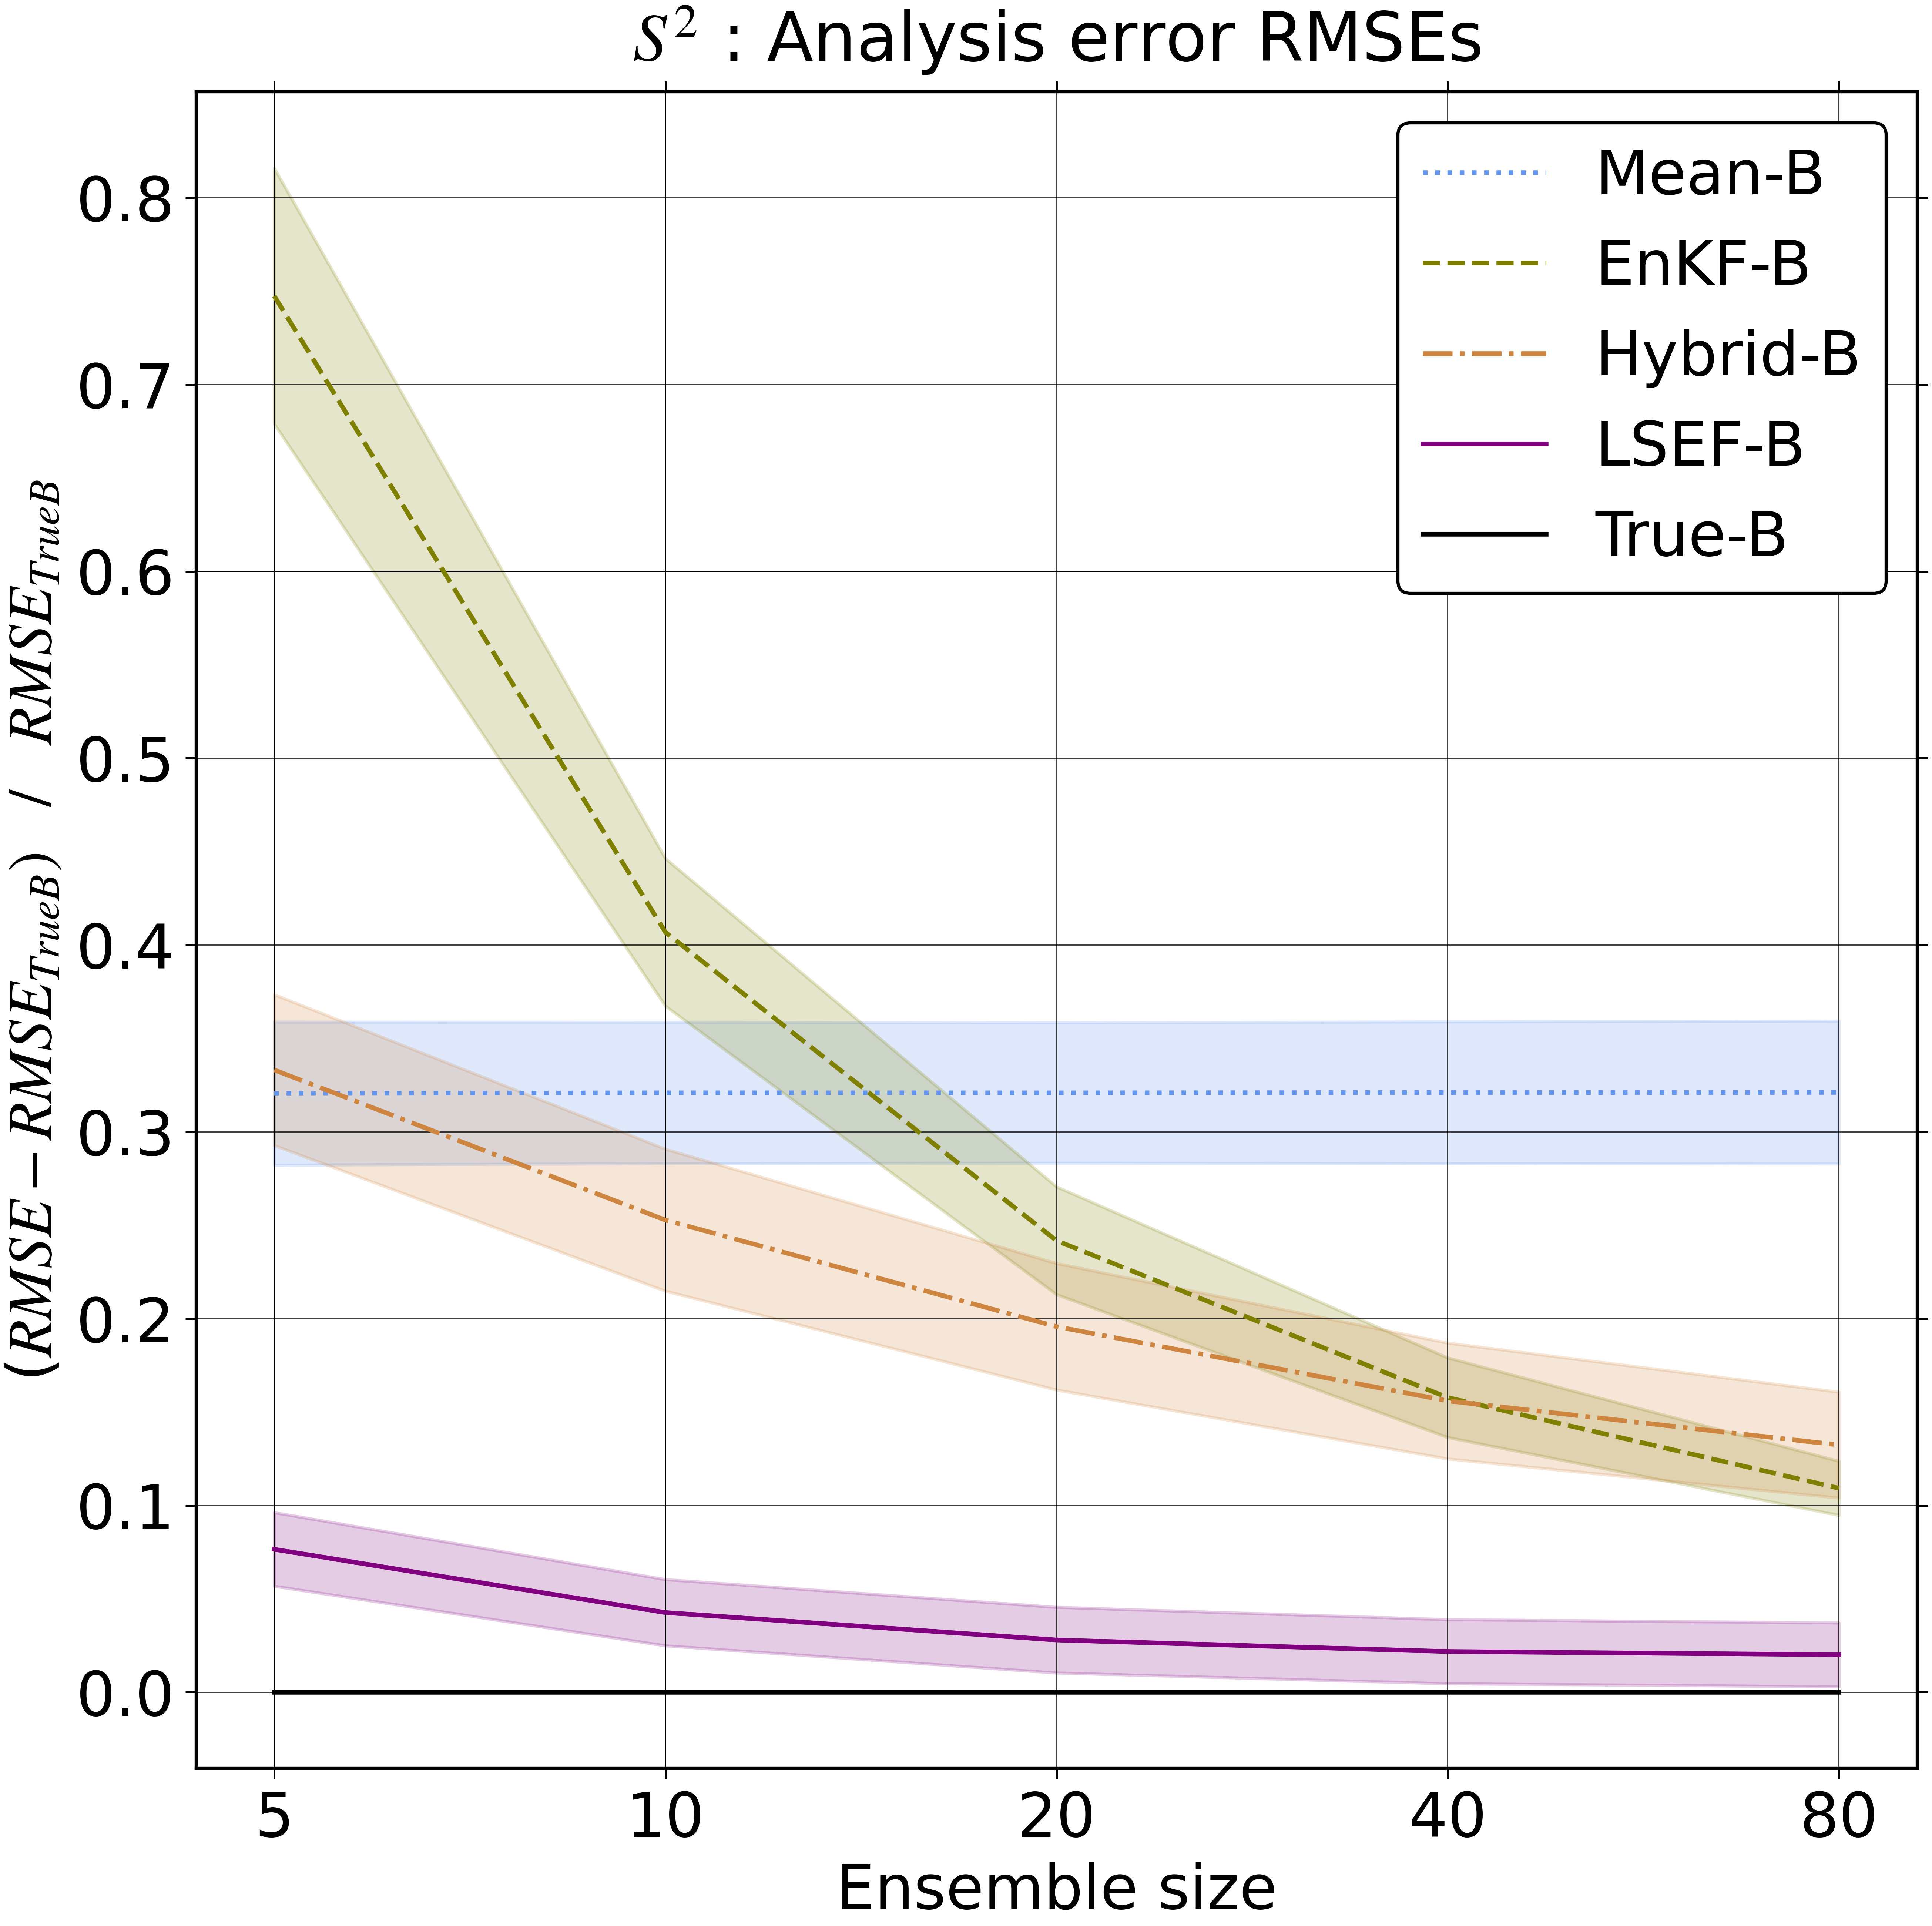 S² : Analysis error RMSEs
(RMSE − RMSE_TrueB) / RMSE_TrueB
0.8
0.7
0.6
0.5
0.4
0.3
0.2
0.1
0.0
Mean-B
EnKF-B
Hybrid-B
LSEF-B
True-B
5 10 20 40 80
Ensemble size